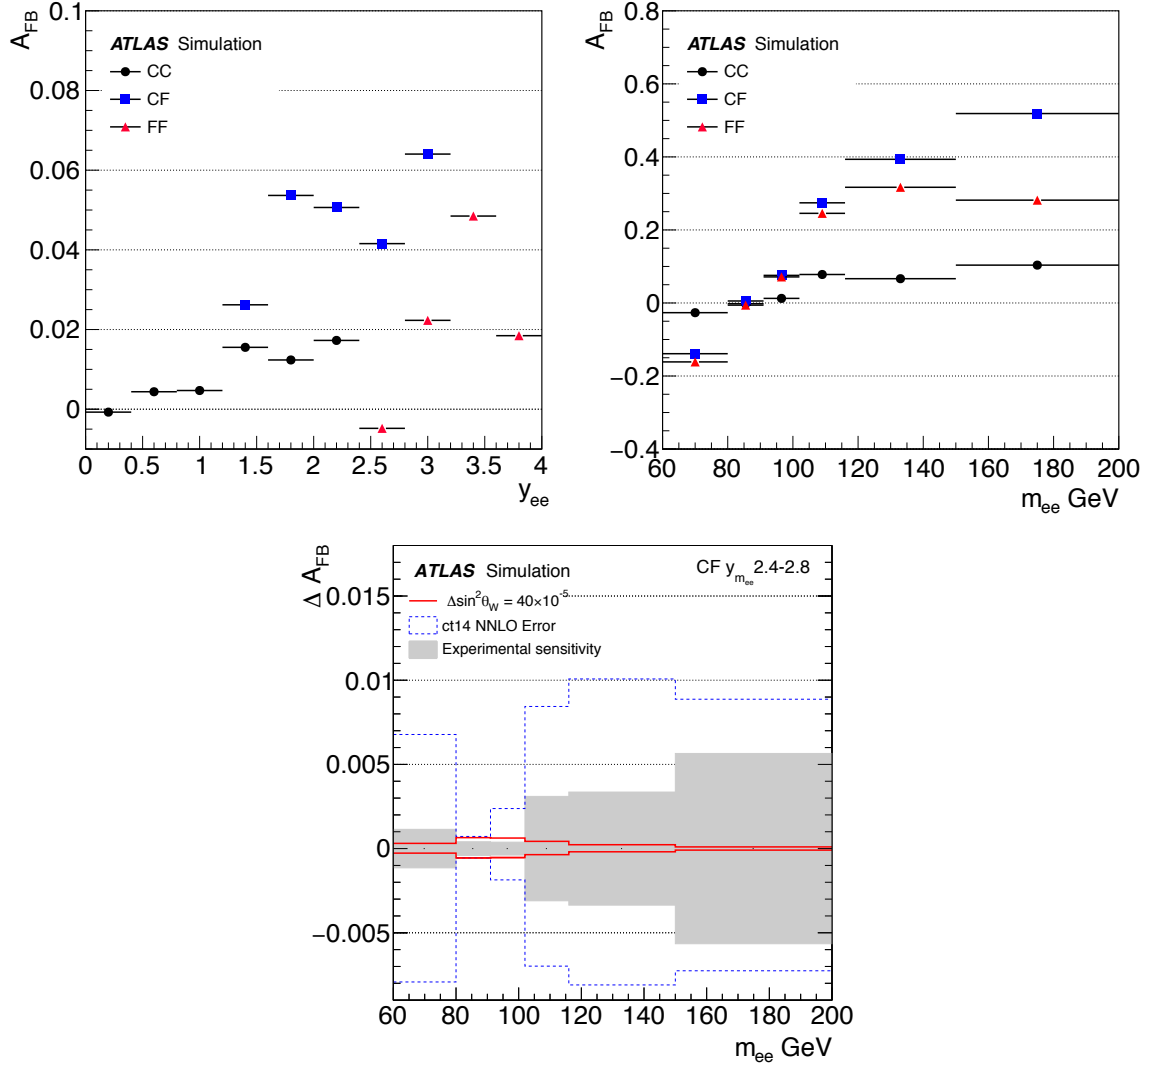 A_FB
0.1
0.08
0.06
0.04
0.02
0
ATLAS Simulation
CC
CF
FF
0 0.5 1 1.5 2 2.5 3 3.5 4
y_ee
A_FB
0.8
0.6
0.4
0.2
0
−0.2
−0.4
ATLAS Simulation
CC
CF
FF
60 80 100 120 140 160 180 200
m_ee GeV
Δ A_FB
0.015
0.01
0.005
0
−0.005
ATLAS Simulation
CF y_m_ee 2.4-2.8
Δsin²θ_W = 40×10⁻⁵
ct14 NNLO Error
Experimental sensitivity
60 80 100 120 140 160 180 200
m_ee GeV